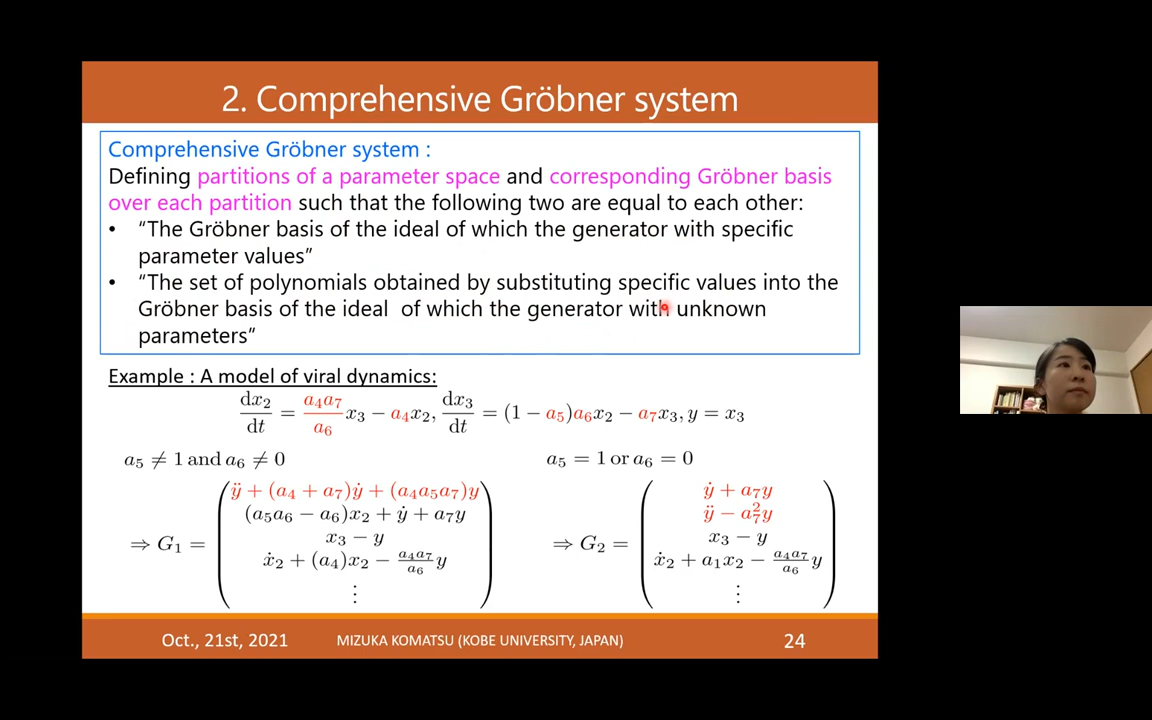 2. Comprehensive Gröbner system
Comprehensive Gröbner system :
Defining partitions of a parameter space and corresponding Gröbner basis
over each partition such that the following two are equal to each other:
• “The Gröbner basis of the ideal of which the generator with specific
parameter values”
• “The set of polynomials obtained by substituting specific values into the
Gröbner basis of the ideal of which the generator with unknown
parameters”
Example : A model of viral dynamics:
dx₂/dt = a₄a₇/a₆ x₃ − a₄x₂, dx₃/dt = (1 − a₅)a₆x₂ − a₇x₃, y = x₃
a₅ ≠ 1 and a₆ ≠ 0
⇒ G₁ = ( ÿ + (a₄ + a₇)ẏ + (a₄a₅a₇)y
(a₅a₆ − a₆)x₂ + ẏ + a₇y
x₃ − y
ẋ₂ + (a₄)x₂ − a₄a₇/a₆ y
⋮ )
a₅ = 1 or a₆ = 0
⇒ G₂ = ( ẏ + a₇y
ÿ − a₇²y
x₃ − y
ẋ₂ + a₁x₂ − a₄a₇/a₆ y
⋮ )
Oct., 21st, 2021 MIZUKA KOMATSU (KOBE UNIVERSITY, JAPAN) 24